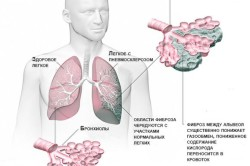 ЗДОРОВОЕ
ЛЕГКОЕ
ЛЕГКОЕ С
ПНЕВМОСКЛЕРОЗОМ
БРОНХИОЛЫ
ОБЛАСТИ ФИБРОЗА
ЧЕРЕДУЮТСЯ С
УЧАСТКАМИ
НОРМАЛЬНЫХ
ЛЕГКИХ
ФИБРОЗ МЕЖДУ АЛЬВЕОЛ
СУЩЕСТВЕННО ПОНИЖАЕТ
ГАЗООБМЕН, ПОНИЖЕННОЕ
СОДЕРЖАНИЕ
КИСЛОРОДА
ПЕРЕНОСИТСЯ В
КРОВОТОК